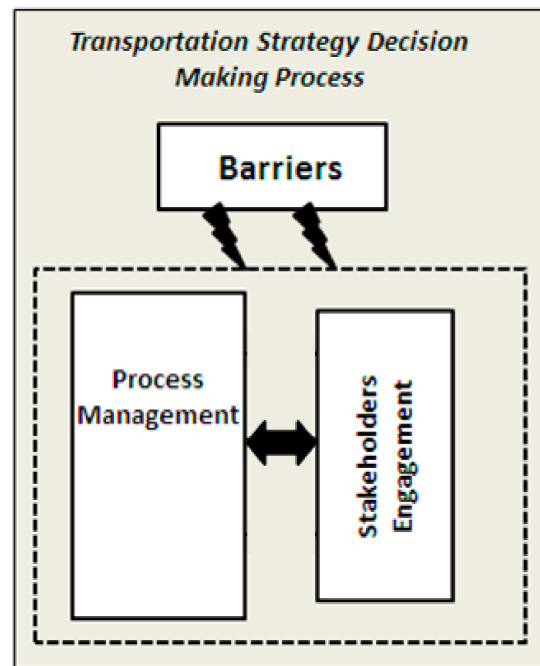 Transportation Strategy Decision
Making Process
Barriers
Process
Management
Stakeholders
Engagement